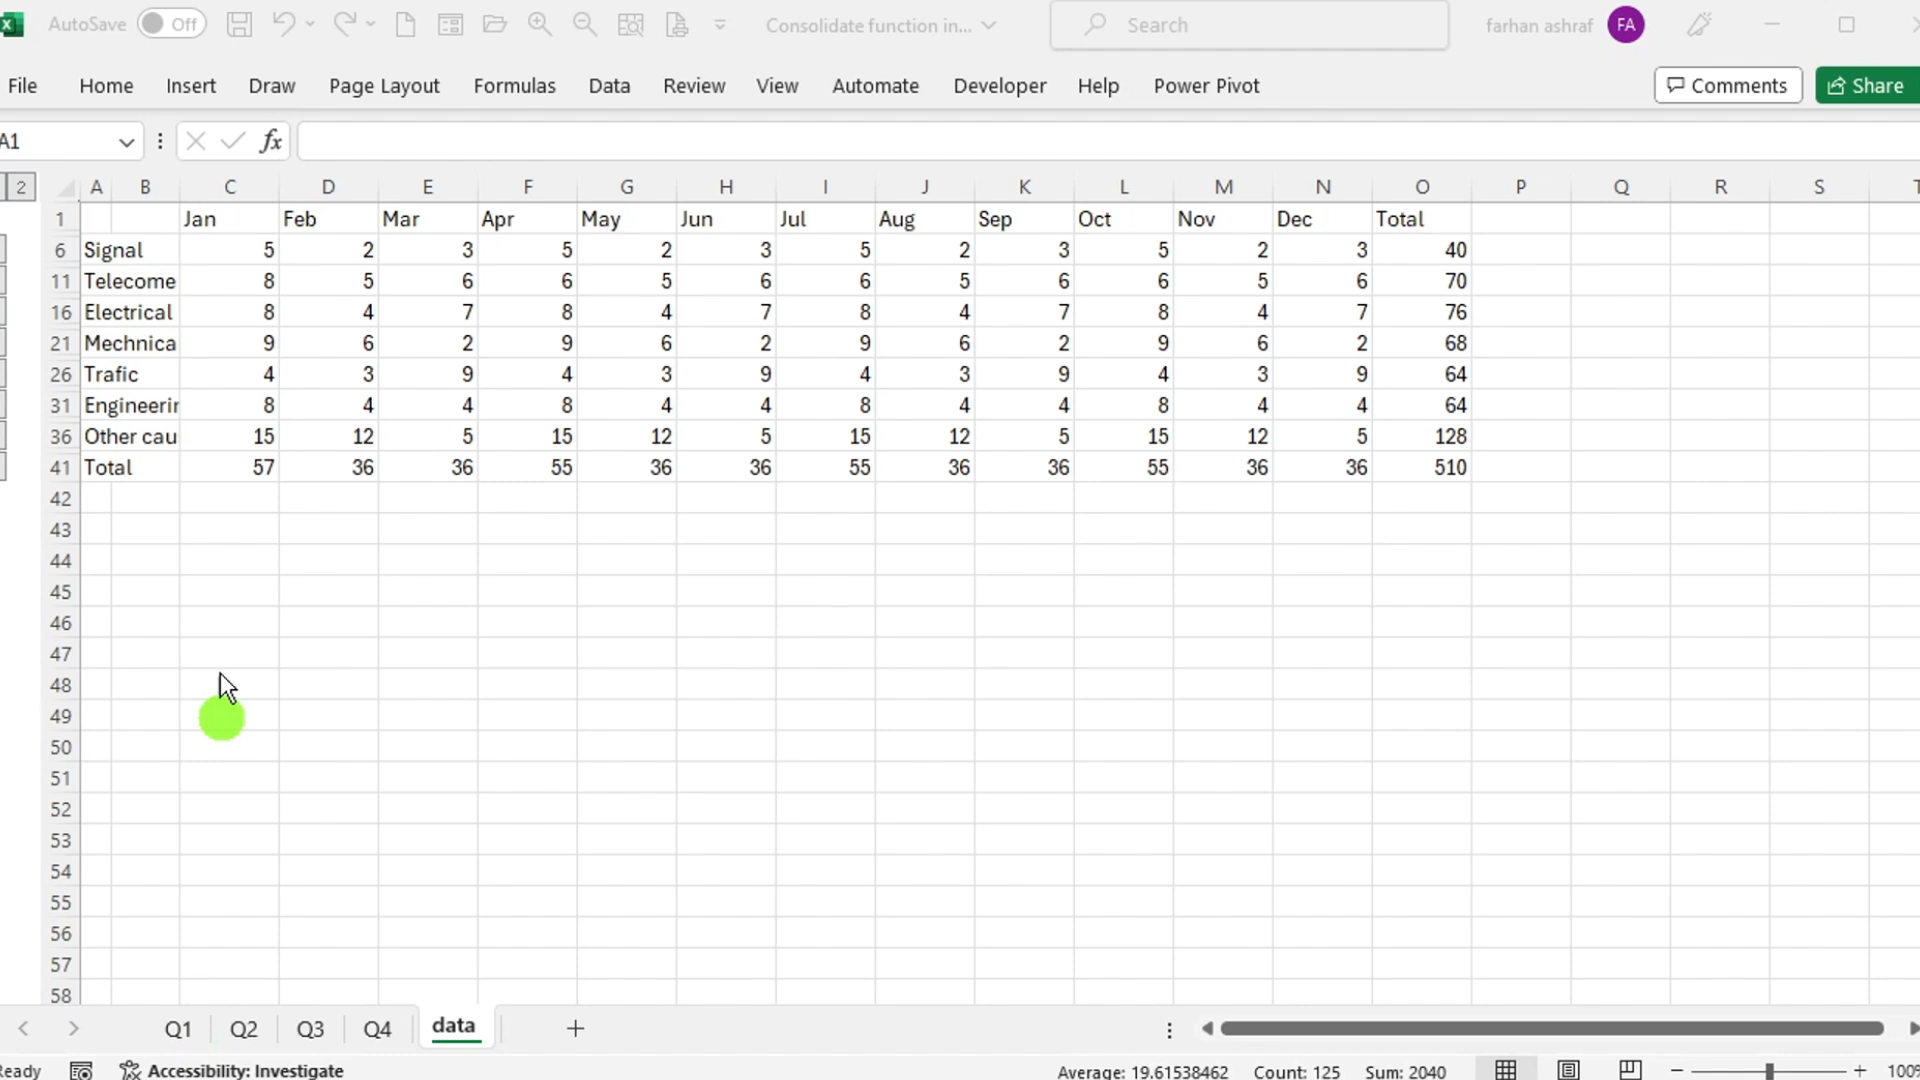 AutoSave Off Consolidate function in... Search farhan ashraf FA
File Home Insert Draw Page Layout Formulas Data Review View Automate Developer Help Power Pivot Comments Share
A1 fx
2 A B C D E F G H I J K L M N O P Q R S T
1 Jan Feb Mar Apr May Jun Jul Aug Sep Oct Nov Dec Total
6 Signal 5 2 3 5 2 3 5 2 3 5 2 3 40
11 Telecome 8 5 6 6 5 6 6 5 6 6 5 6 70
16 Electrical 8 4 7 8 4 7 8 4 7 8 4 7 76
21 Mechnica 9 6 2 9 6 2 9 6 2 9 6 2 68
26 Trafic 4 3 9 4 3 9 4 3 9 4 3 9 64
31 Engineerin 8 4 4 8 4 4 8 4 4 8 4 4 64
36 Other cau 15 12 5 15 12 5 15 12 5 15 12 5 128
41 Total 57 36 36 55 36 36 55 36 36 55 36 36 510
42
43
44
45
46
47
48
49
50
51
52
53
54
55
56
57
58
Q1 Q2 Q3 Q4 data
Ready Accessibility: Investigate Average: 19.61538462 Count: 125 Sum: 2040 100%